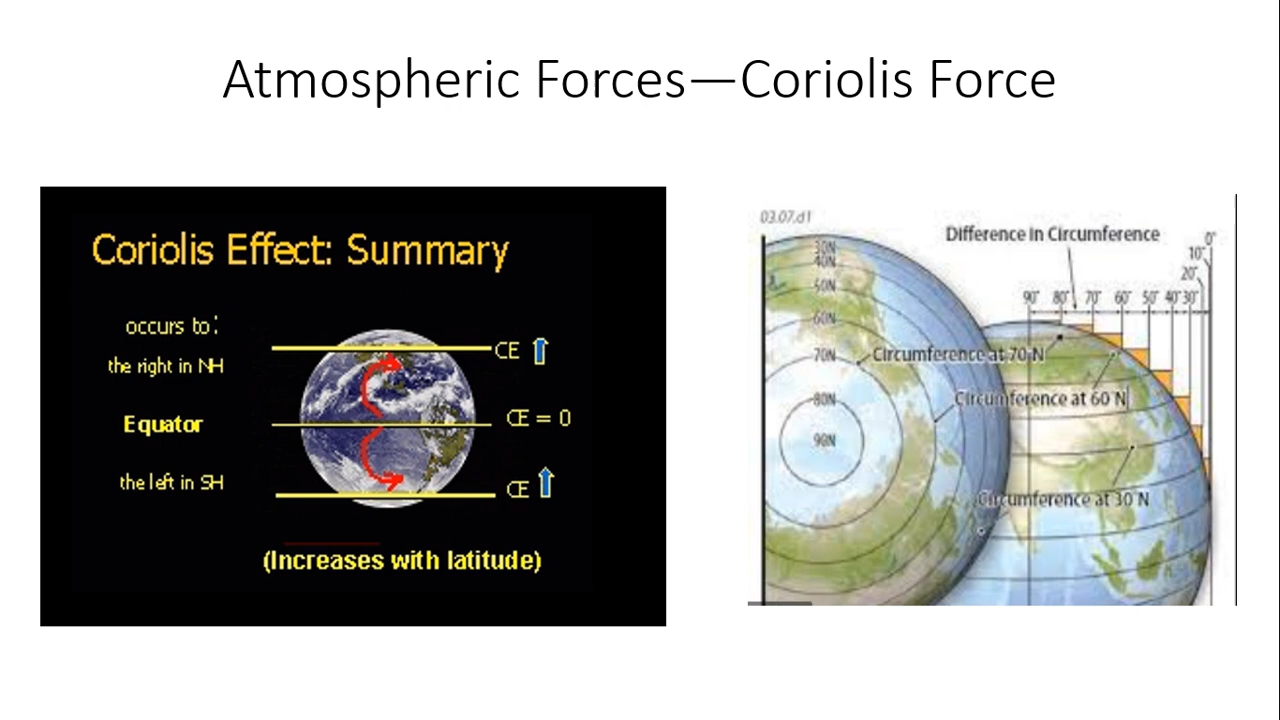 Atmospheric Forces—Coriolis Force
Coriolis Effect: Summary
occurs to:
the right in NH
Equator
the left in SH
CE
CE = 0
CE
(Increases with latitude)
03.07.d1
Difference in Circumference
0°
10°
20°
90° 80° 70° 60° 50° 40° 30°
30N
40N
50N
60N
70N
80N
90N
Circumference at 70 N
Circumference at 60 N
Circumference at 30 N